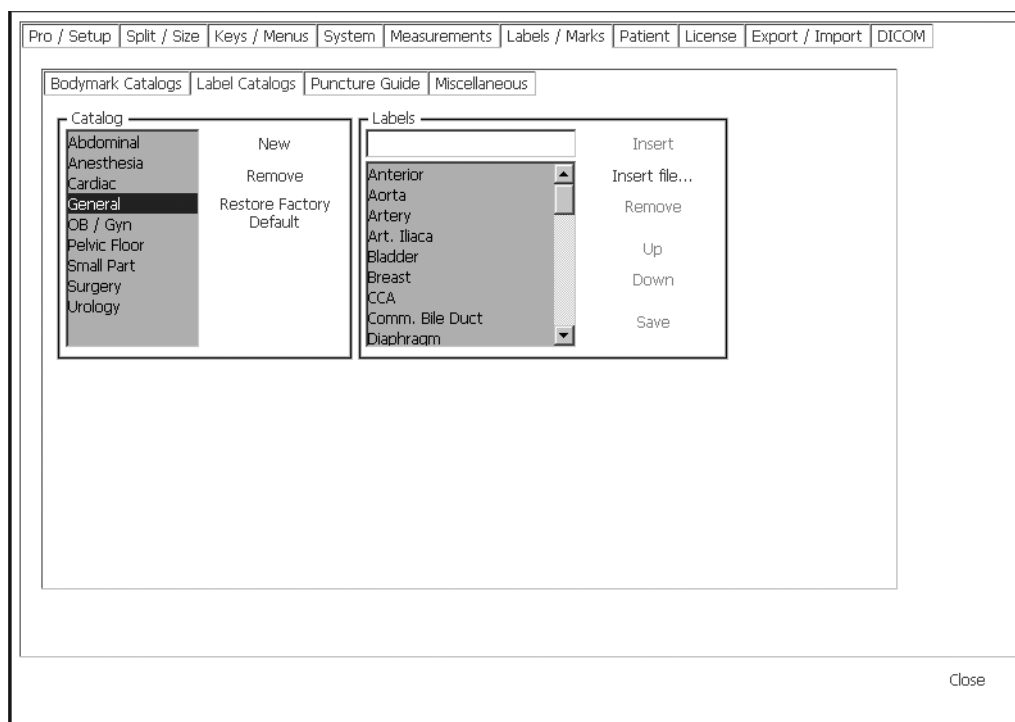 Pro / Setup Split / Size Keys / Menus System Measurements Labels / Marks Patient License Export / Import DICOM
Bodymark Catalogs Label Catalogs Puncture Guide Miscellaneous
Catalog
Abdominal
Anesthesia
Cardiac
General
OB / Gyn
Pelvic Floor
Small Part
Surgery
Urology
New
Remove
Restore Factory
Default
Labels
Anterior
Aorta
Artery
Art. Iliaca
Bladder
Breast
CCA
Comm. Bile Duct
Diaphragm
Insert
Insert file...
Remove
Up
Down
Save
Close